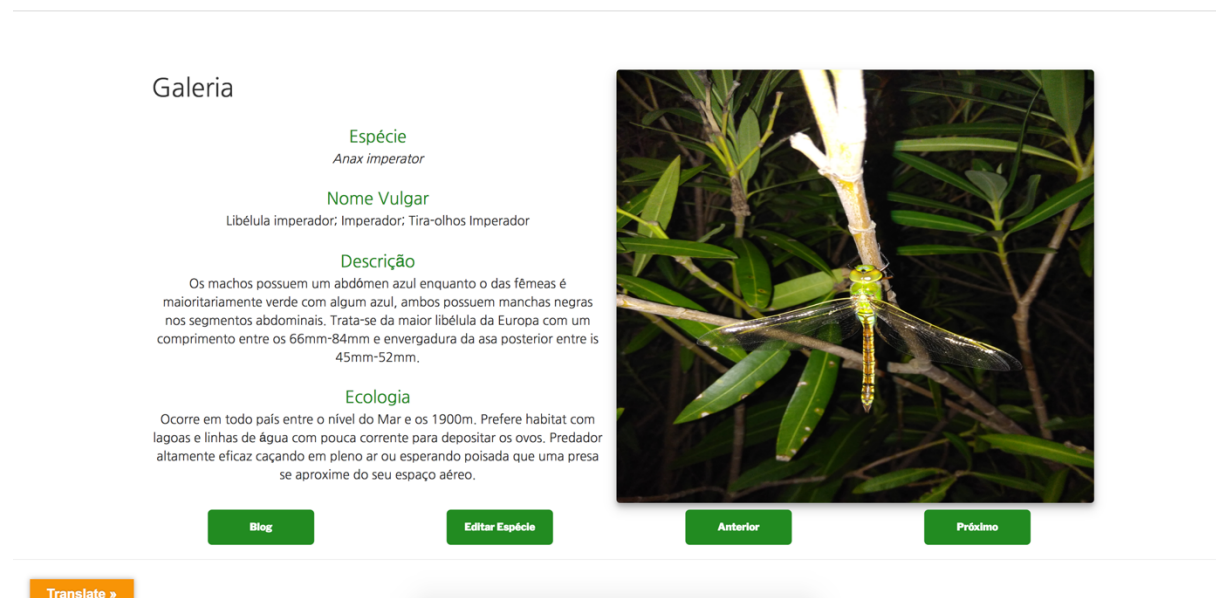 Galeria
Espécie
Anax imperator
Nome Vulgar
Libélula imperador; Imperador; Tira-olhos Imperador
Descrição
Os machos possuem um abdómen azul enquanto o das fêmeas é
maioritariamente verde com algum azul, ambos possuem manchas negras
nos segmentos abdominais. Trata-se da maior libélula da Europa com um
comprimento entre os 66mm-84mm e envergadura da asa posterior entre is
45mm-52mm.
Ecologia
Ocorre em todo país entre o nível do Mar e os 1900m. Prefere habitat com
lagoas e linhas de água com pouca corrente para depositar os ovos. Predador
altamente eficaz caçando em pleno ar ou esperando poisada que uma presa
se aproxime do seu espaço aéreo.
Blog
Editar Espécie
Anterior
Próximo
Translate »